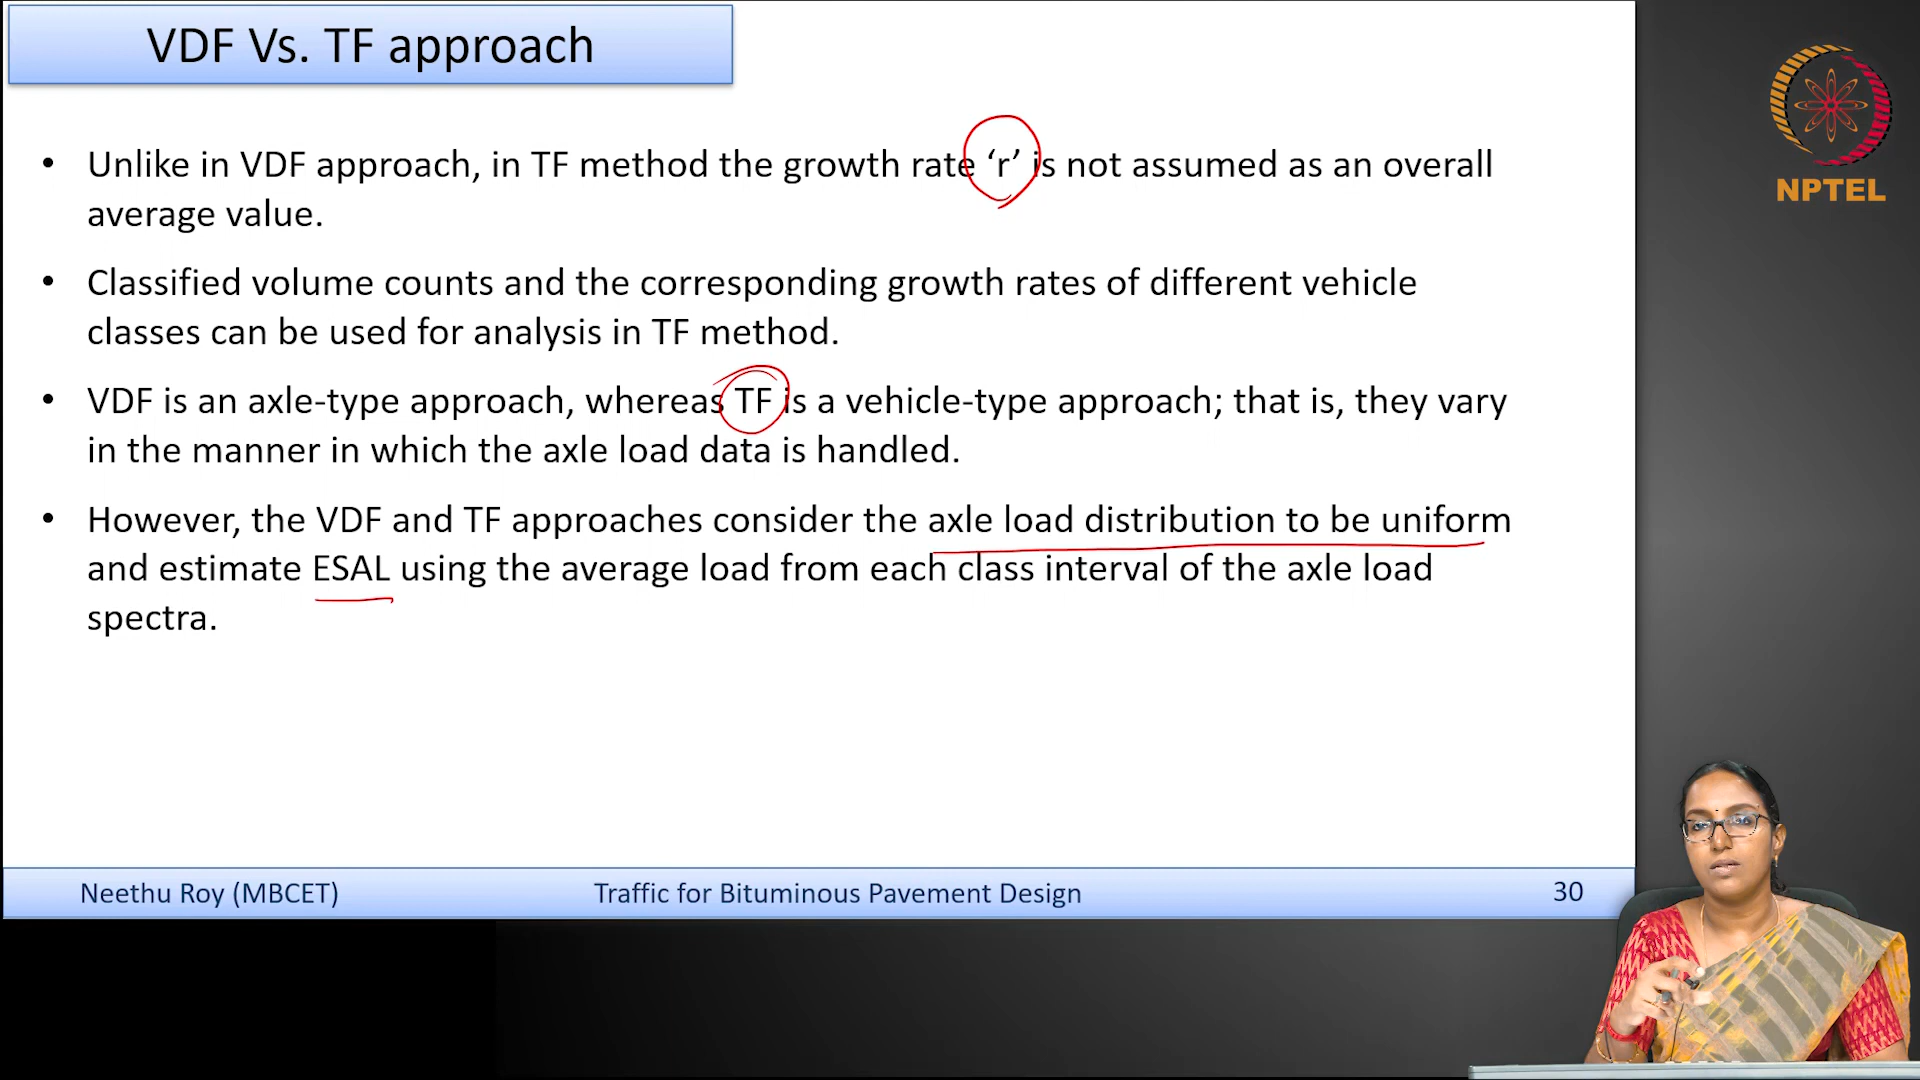 VDF Vs. TF approach
NPTEL
• Unlike in VDF approach, in TF method the growth rate ‘r’ is not assumed as an overall
average value.
• Classified volume counts and the corresponding growth rates of different vehicle
classes can be used for analysis in TF method.
• VDF is an axle-type approach, whereas TF is a vehicle-type approach; that is, they vary
in the manner in which the axle load data is handled.
• However, the VDF and TF approaches consider the axle load distribution to be uniform
and estimate ESAL using the average load from each class interval of the axle load
spectra.
Neethu Roy (MBCET) Traffic for Bituminous Pavement Design 30